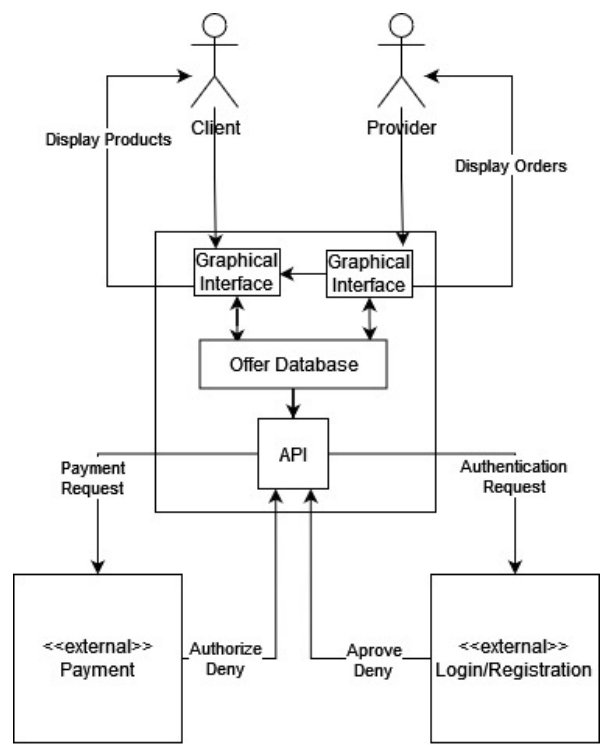 Client
Provider
Display Products
Display Orders
Graphical
Interface
Graphical
Interface
Offer Database
API
Payment
Request
Authentication
Request
<<external>>
Payment
Authorize
Deny
Aprove
Deny
<<external>>
Login/Registration